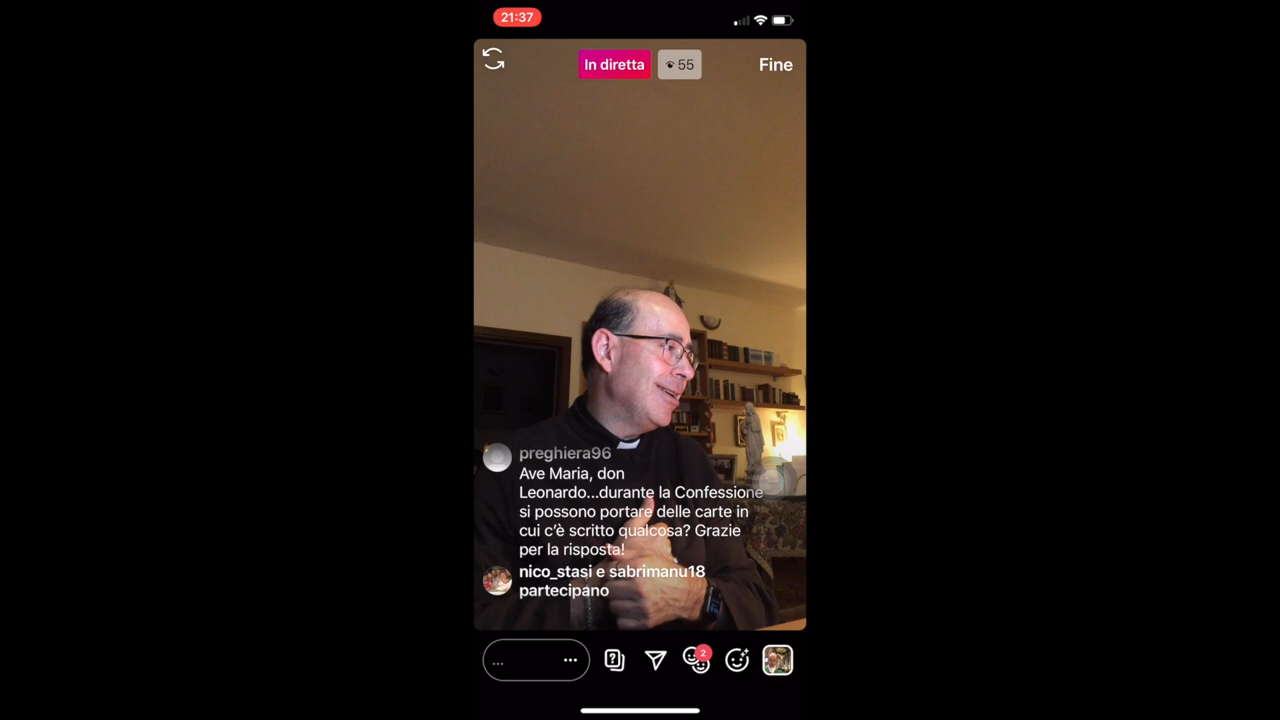 21:37
In diretta
55
Fine
preghiera96
Ave Maria, don
Leonardo...durante la Confessione
si possono portare delle carte in
cui c'è scritto qualcosa? Grazie
per la risposta!
nico_stasi e sabrimanu18
partecipano
...
2